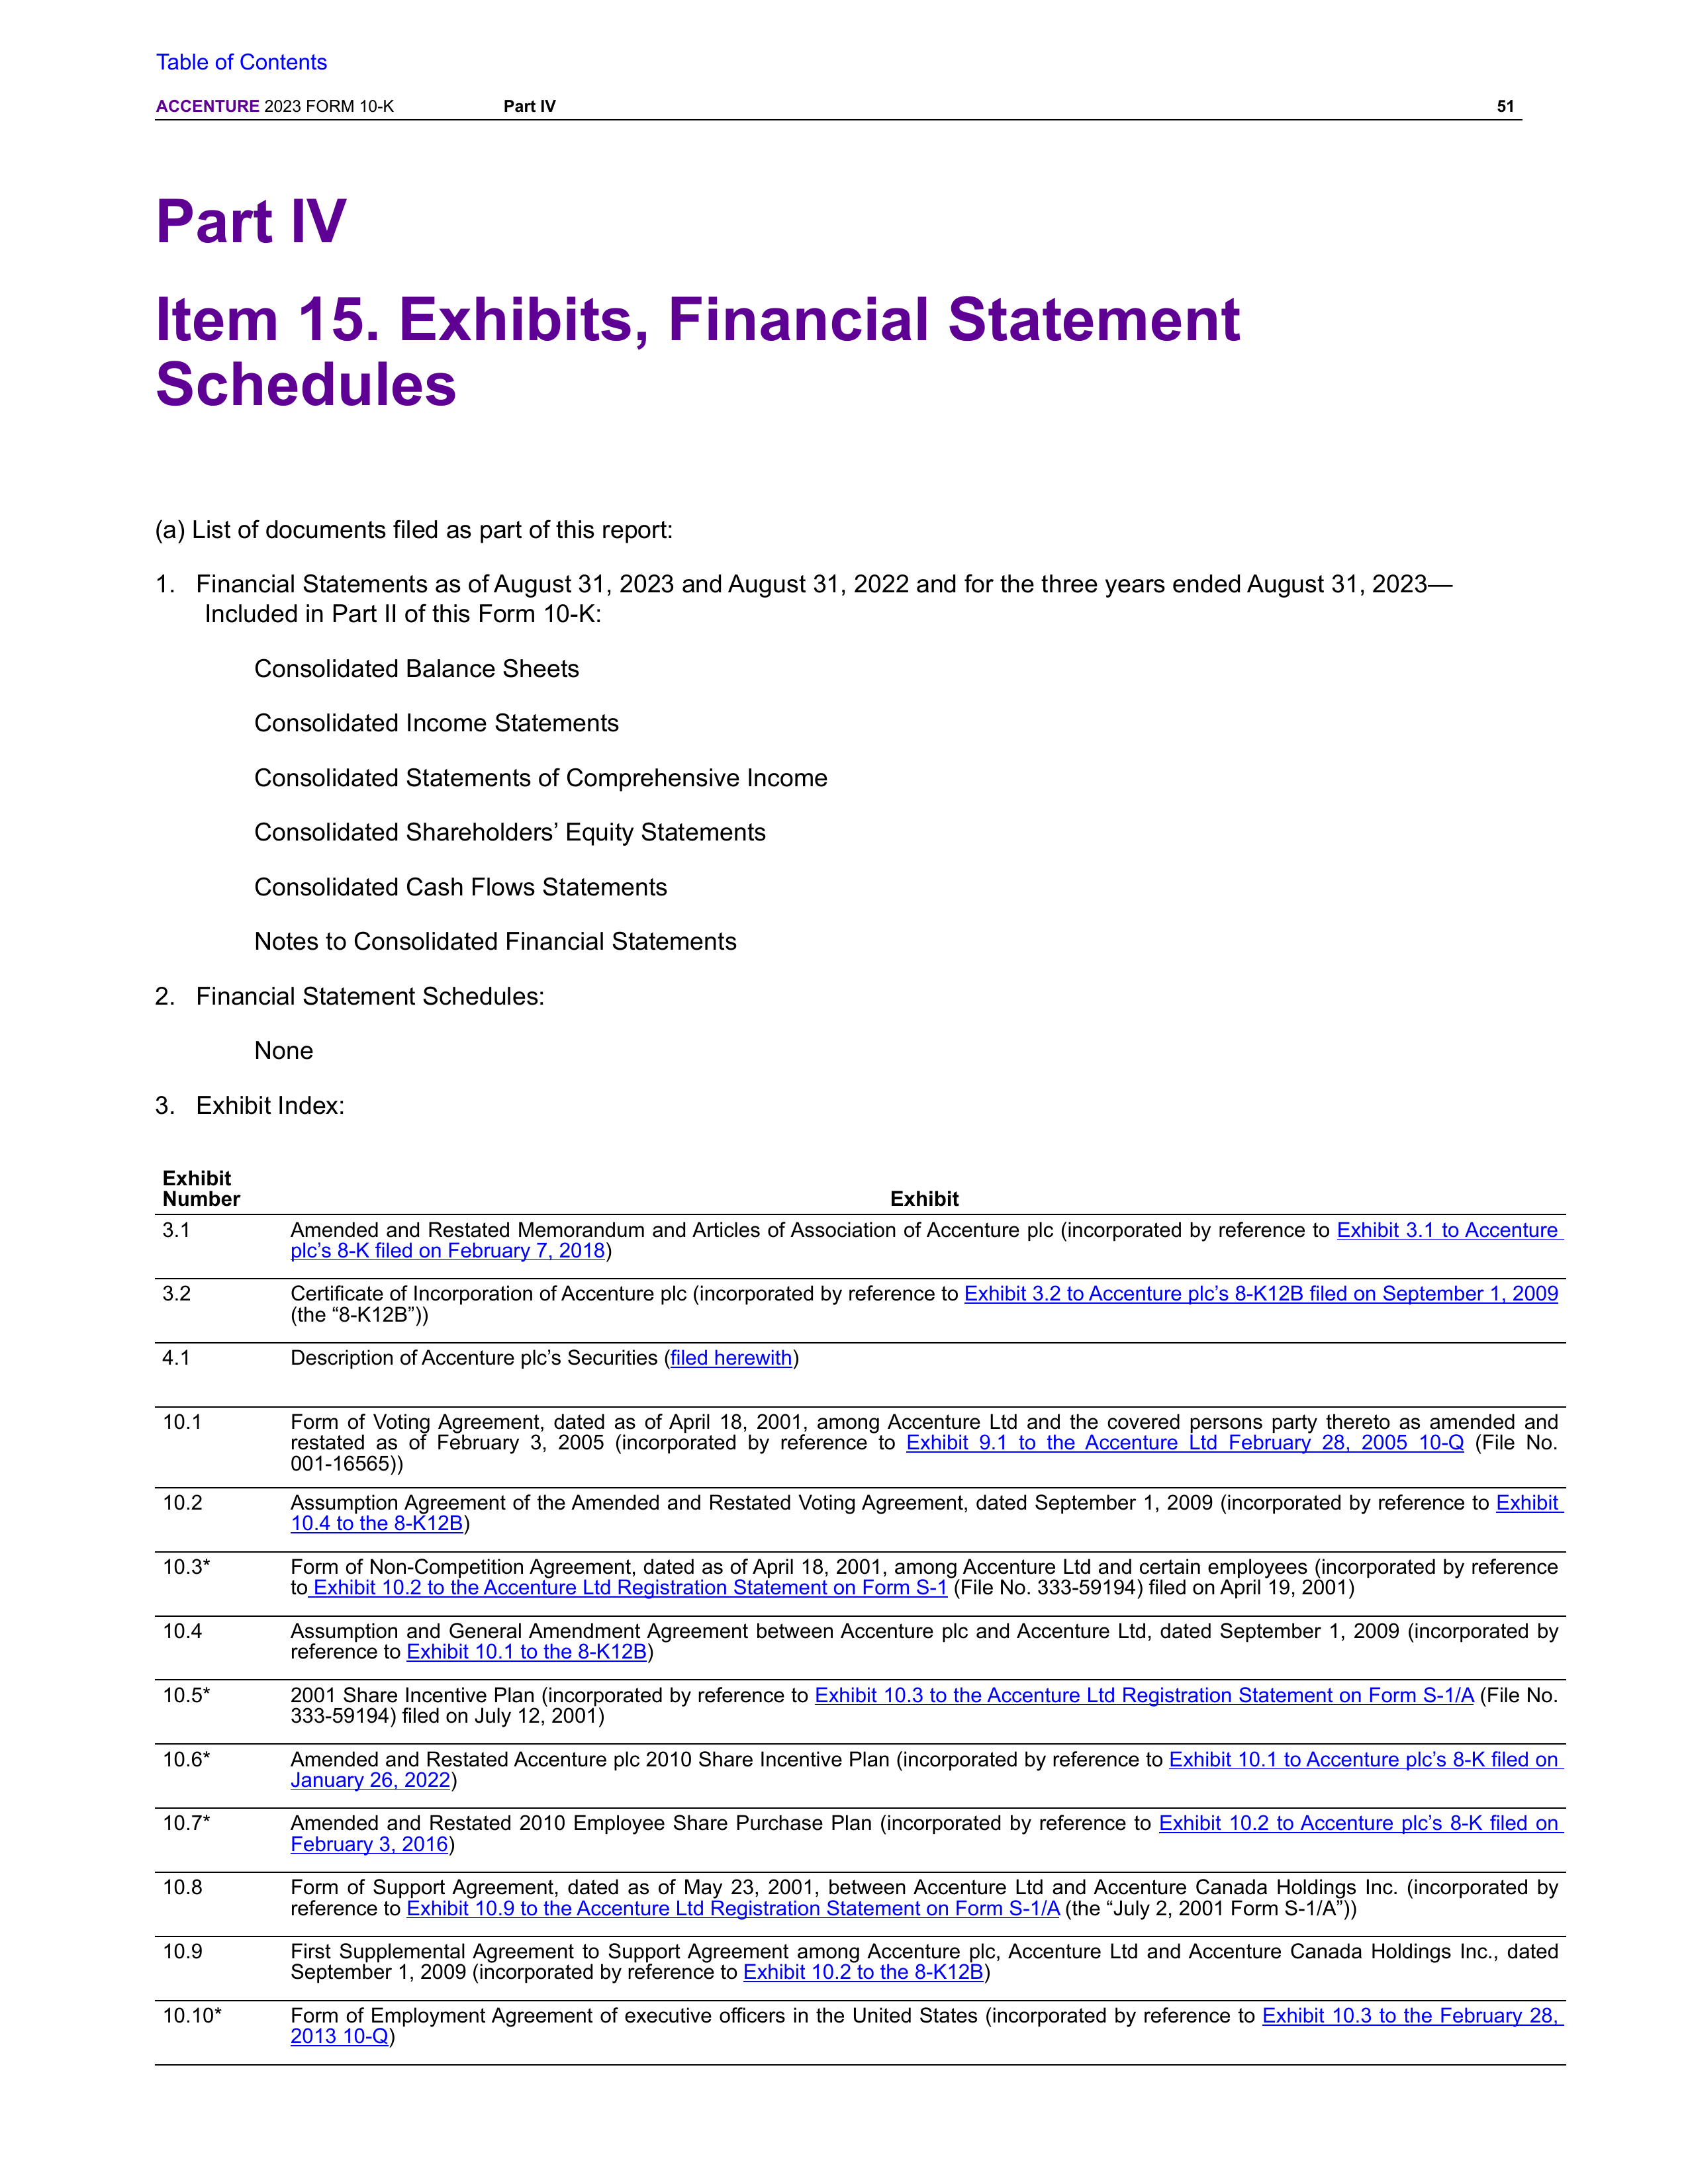 Table of Contents
ACCENTURE 2023 FORM 10-K Part IV 51
Part IV
Item 15. Exhibits, Financial Statement
Schedules
(a) List of documents filed as part of this report:
1. Financial Statements as of August 31, 2023 and August 31, 2022 and for the three years ended August 31, 2023—
Included in Part II of this Form 10-K:
Consolidated Balance Sheets
Consolidated Income Statements
Consolidated Statements of Comprehensive Income
Consolidated Shareholders’ Equity Statements
Consolidated Cash Flows Statements
Notes to Consolidated Financial Statements
2. Financial Statement Schedules:
None
3. Exhibit Index:
Exhibit
Number Exhibit
3.1 Amended and Restated Memorandum and Articles of Association of Accenture plc (incorporated by reference to Exhibit 3.1 to Accenture
plc’s 8-K filed on February 7, 2018)
3.2 Certificate of Incorporation of Accenture plc (incorporated by reference to Exhibit 3.2 to Accenture plc’s 8-K12B filed on September 1, 2009
(the “8-K12B”))
4.1 Description of Accenture plc’s Securities (filed herewith)
10.1 Form of Voting Agreement, dated as of April 18, 2001, among Accenture Ltd and the covered persons party thereto as amended and
restated as of February 3, 2005 (incorporated by reference to Exhibit 9.1 to the Accenture Ltd February 28, 2005 10-Q (File No.
001-16565))
10.2 Assumption Agreement of the Amended and Restated Voting Agreement, dated September 1, 2009 (incorporated by reference to Exhibit
10.4 to the 8-K12B)
10.3* Form of Non-Competition Agreement, dated as of April 18, 2001, among Accenture Ltd and certain employees (incorporated by reference
to Exhibit 10.2 to the Accenture Ltd Registration Statement on Form S-1 (File No. 333-59194) filed on April 19, 2001)
10.4 Assumption and General Amendment Agreement between Accenture plc and Accenture Ltd, dated September 1, 2009 (incorporated by
reference to Exhibit 10.1 to the 8-K12B)
10.5* 2001 Share Incentive Plan (incorporated by reference to Exhibit 10.3 to the Accenture Ltd Registration Statement on Form S-1/A (File No.
333-59194) filed on July 12, 2001)
10.6* Amended and Restated Accenture plc 2010 Share Incentive Plan (incorporated by reference to Exhibit 10.1 to Accenture plc’s 8-K filed on
January 26, 2022)
10.7* Amended and Restated 2010 Employee Share Purchase Plan (incorporated by reference to Exhibit 10.2 to Accenture plc’s 8-K filed on
February 3, 2016)
10.8 Form of Support Agreement, dated as of May 23, 2001, between Accenture Ltd and Accenture Canada Holdings Inc. (incorporated by
reference to Exhibit 10.9 to the Accenture Ltd Registration Statement on Form S-1/A (the “July 2, 2001 Form S-1/A”))
10.9 First Supplemental Agreement to Support Agreement among Accenture plc, Accenture Ltd and Accenture Canada Holdings Inc., dated
September 1, 2009 (incorporated by reference to Exhibit 10.2 to the 8-K12B)
10.10* Form of Employment Agreement of executive officers in the United States (incorporated by reference to Exhibit 10.3 to the February 28,
2013 10-Q)